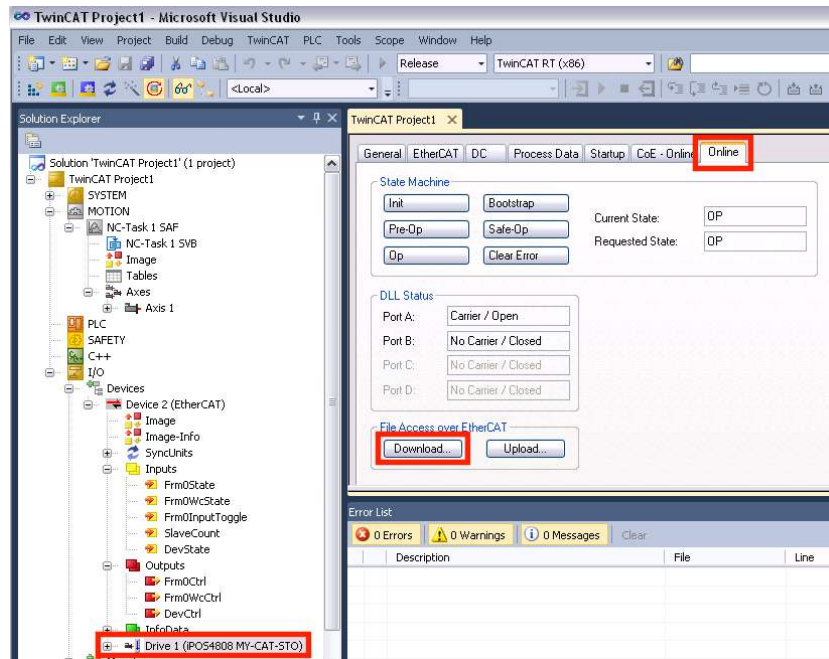 TwinCAT Project1 - Microsoft Visual Studio
File Edit View Project Build Debug TwinCAT PLC Tools Scope Window Help
Release TwinCAT RT (x86)
<Local>
Solution Explorer
Solution 'TwinCAT Project1' (1 project)
TwinCAT Project1
SYSTEM
MOTION
NC-Task 1 SAF
NC-Task 1 SVB
Image
Tables
Axes
Axis 1
PLC
SAFETY
C++
I/O
Devices
Device 2 (EtherCAT)
Image
Image-Info
SyncUnits
Inputs
Frm0State
Frm0WcState
Frm0InputToggle
SlaveCount
DevState
Outputs
Frm0Ctrl
Frm0WcCtrl
DevCtrl
InfoData
Drive 1 (iPOS4808 MY-CAT-STO)
TwinCAT Project1
General EtherCAT DC Process Data Startup CoE - Online Online
State Machine
Init Bootstrap
Pre-Op Safe-Op
Op Clear Error
Current State: OP
Requested State: OP
DLL Status
Port A: Carrier / Open
Port B: No Carrier / Closed
Port C: No Carrier / Closed
Port D: No Carrier / Closed
File Access over EtherCAT
Download... Upload...
Error List
0 Errors 0 Warnings 0 Messages Clear
Description File Line